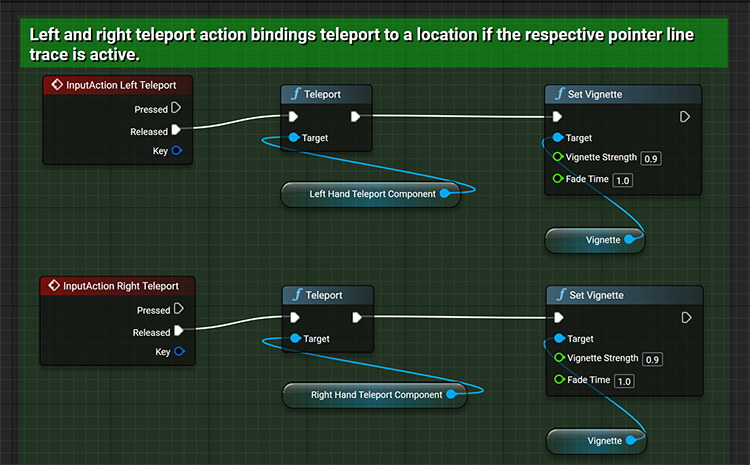 Left and right teleport action bindings teleport to a location if the respective pointer line
trace is active.
InputAction Left Teleport
Pressed
Released
Key
f Teleport
Target
Left Hand Teleport Component
f Set Vignette
Target
Vignette Strength 0.9
Fade Time 1.0
Vignette
InputAction Right Teleport
Pressed
Released
Key
f Teleport
Target
Right Hand Teleport Component
f Set Vignette
Target
Vignette Strength 0.9
Fade Time 1.0
Vignette